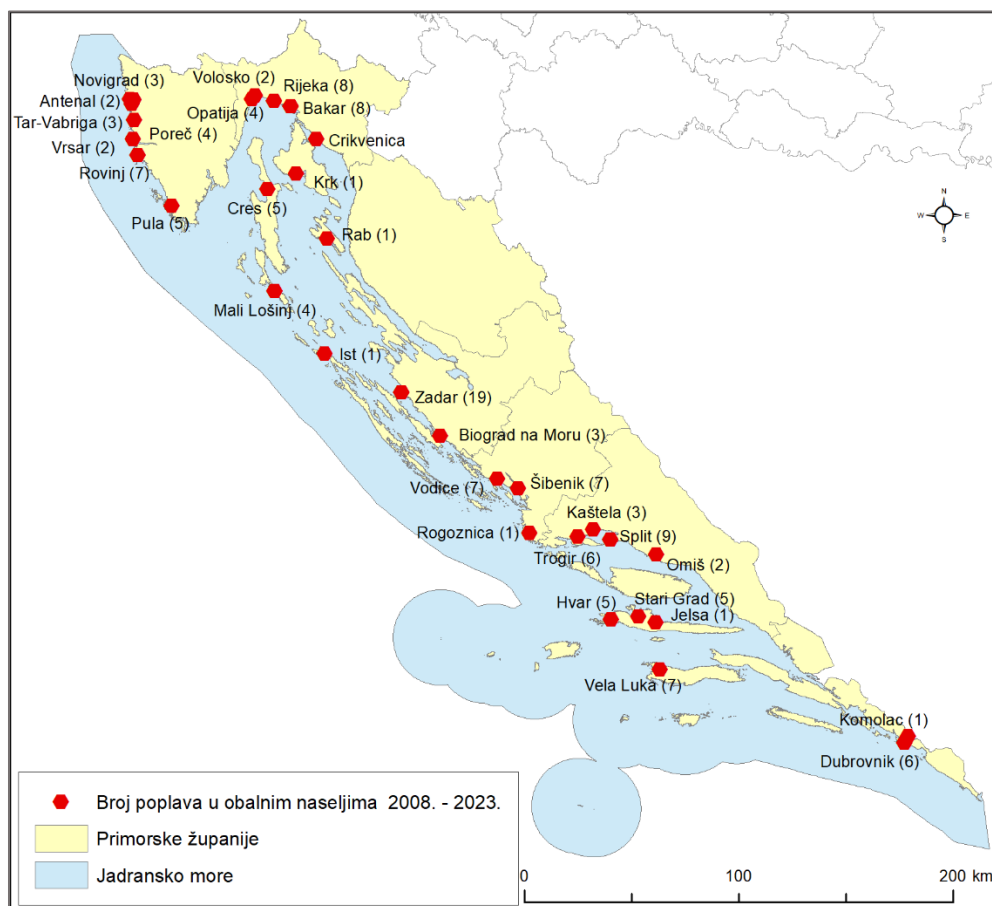 Novigrad (3)
Volosko (2)
Rijeka (8)
Antenal (2)
Opatija (4)
Bakar (8)
Tar-Vabriga (3)
Poreč (4)
Crikvenica
Vrsar (2)
Rovinj (7)
Krk (1)
Cres (5)
Pula (5)
Rab (1)
N
W
E
S
Mali Lošinj (4)
Ist (1)
Zadar (19)
Biograd na Moru (3)
Vodice (7)
Šibenik (7)
Kaštela (3)
Rogoznica (1)
Split (9)
Trogir (6)
Omiš (2)
Stari Grad (5)
Hvar (5)
Jelsa (1)
Vela Luka (7)
Komolac (1)
Dubrovnik (6)
Broj poplava u obalnim naseljima 2008. - 2023.
Primorske županije
Jadransko more
0
100
200 km